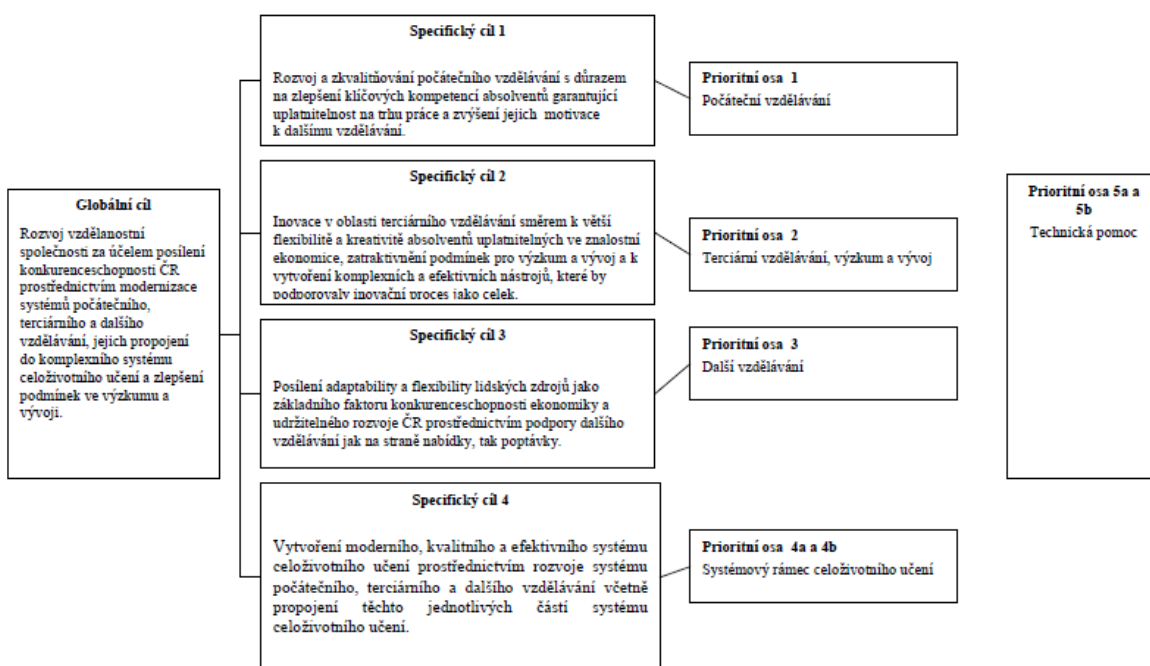 Globální cíl
Rozvoj vzdělanostní
společnosti za účelem posílení
konkurenceschopnosti ČR
prostřednictvím modernizace
systémů počátečního,
terciárního a dalšího
vzdělávání, jejich propojení
do komplexního systému
celoživotního učení a zlepšení
podmínek ve výzkumu a
vývoji.
Specifický cíl 1
Rozvoj a zkvalitňování počátečního vzdělávání s důrazem
na zlepšení klíčových kompetencí absolventů garantující
uplatnitelnost na trhu práce a zvýšení jejich motivace
k dalšímu vzdělávání.
Prioritní osa 1
Počáteční vzdělávání
Specifický cíl 2
Inovace v oblasti terciárního vzdělávání směrem k větší
flexibilitě a kreativitě absolventů uplatnitelných ve znalostní
ekonomice, zatraktivnění podmínek pro výzkum a vývoj a k
vytvoření komplexních a efektivních nástrojů, které by
podporovaly inovační proces jako celek.
Prioritní osa 2
Terciární vzdělávání, výzkum a vývoj
Specifický cíl 3
Posílení adaptability a flexibility lidských zdrojů jako
základního faktoru konkurenceschopnosti ekonomiky a
udržitelného rozvoje ČR prostřednictvím podpory dalšího
vzdělávání jak na straně nabídky, tak poptávky.
Prioritní osa 3
Další vzdělávání
Specifický cíl 4
Vytvoření moderního, kvalitního a efektivního systému
celoživotního učení prostřednictvím rozvoje systému
počátečního, terciárního a dalšího vzdělávání včetně
propojení těchto jednotlivých částí systému
celoživotního učení.
Prioritní osa 4a a 4b
Systémový rámec celoživotního učení
Prioritní osa 5a a
5b
Technická pomoc